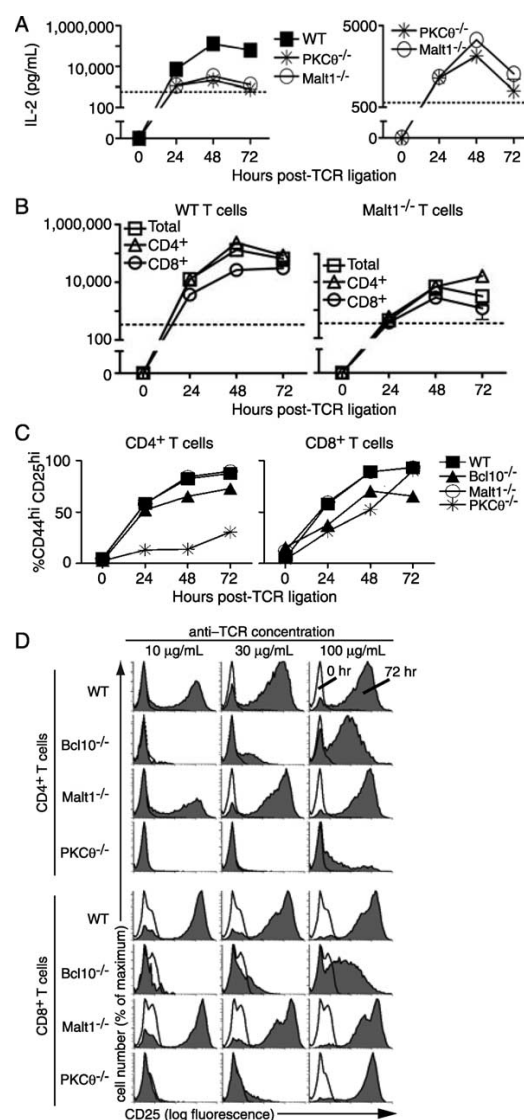 A
IL-2 (pg/mL)
1,000,000
10,000
100
0
0 24 48 72
Hours post-TCR ligation
WT
PKCθ-/-
Malt1-/-
5000
500
0
0 24 48 72
Hours post-TCR ligation
PKCθ-/-
Malt1-/-
B
WT T cells
Malt1-/- T cells
1,000,000
10,000
100
0
Total
CD4+
CD8+
Total
CD4+
CD8+
0 24 48 72
0 24 48 72
Hours post-TCR ligation
C
CD4+ T cells
CD8+ T cells
%CD44hi CD25hi
100
50
0
0 24 48 72
0 24 48 72
Hours post-TCR ligation
WT
Bcl10-/-
Malt1-/-
PKCθ-/-
D
anti–TCR concentration
10 µg/mL 30 µg/mL 100 µg/mL
0 hr
72 hr
CD4+ T cells
WT
Bcl10-/-
Malt1-/-
PKCθ-/-
CD8+ T cells
WT
Bcl10-/-
Malt1-/-
PKCθ-/-
cell number (% of maximum)
CD25 (log fluorescence)